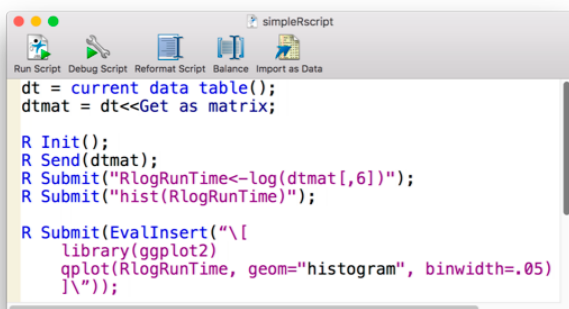 simpleRscript
Run Script Debug Script Reformat Script Balance Import as Data
dt = current data table();
dtmat = dt<<Get as matrix;
R Init();
R Send(dtmat);
R Submit("RlogRunTime<-log(dtmat[,6])");
R Submit("hist(RlogRunTime)");
R Submit(EvalInsert(“\[
library(ggplot2)
qplot(RlogRunTime, geom="histogram", binwidth=.05)
]\”));